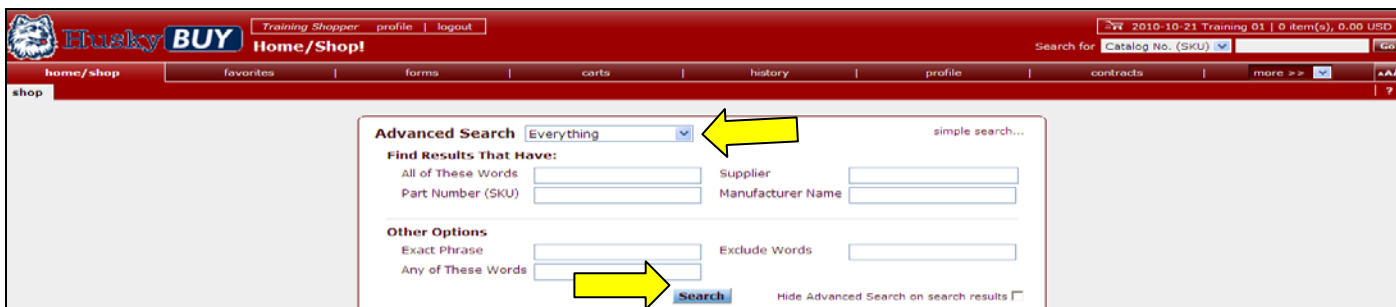 Husky BUY Training Shopper profile | logout 2010-10-21 Training 01 | 0 item(s), 0.00 USD
Home/Shop! Search for Catalog No. (SKU) Go
home/shop favorites | forms | carts | history | profile | contracts | more >> AAA
shop | ?
Advanced Search Everything simple search...
Find Results That Have:
All of These Words Supplier
Part Number (SKU) Manufacturer Name
Other Options
Exact Phrase Exclude Words
Any of These Words
Search Hide Advanced Search on search results